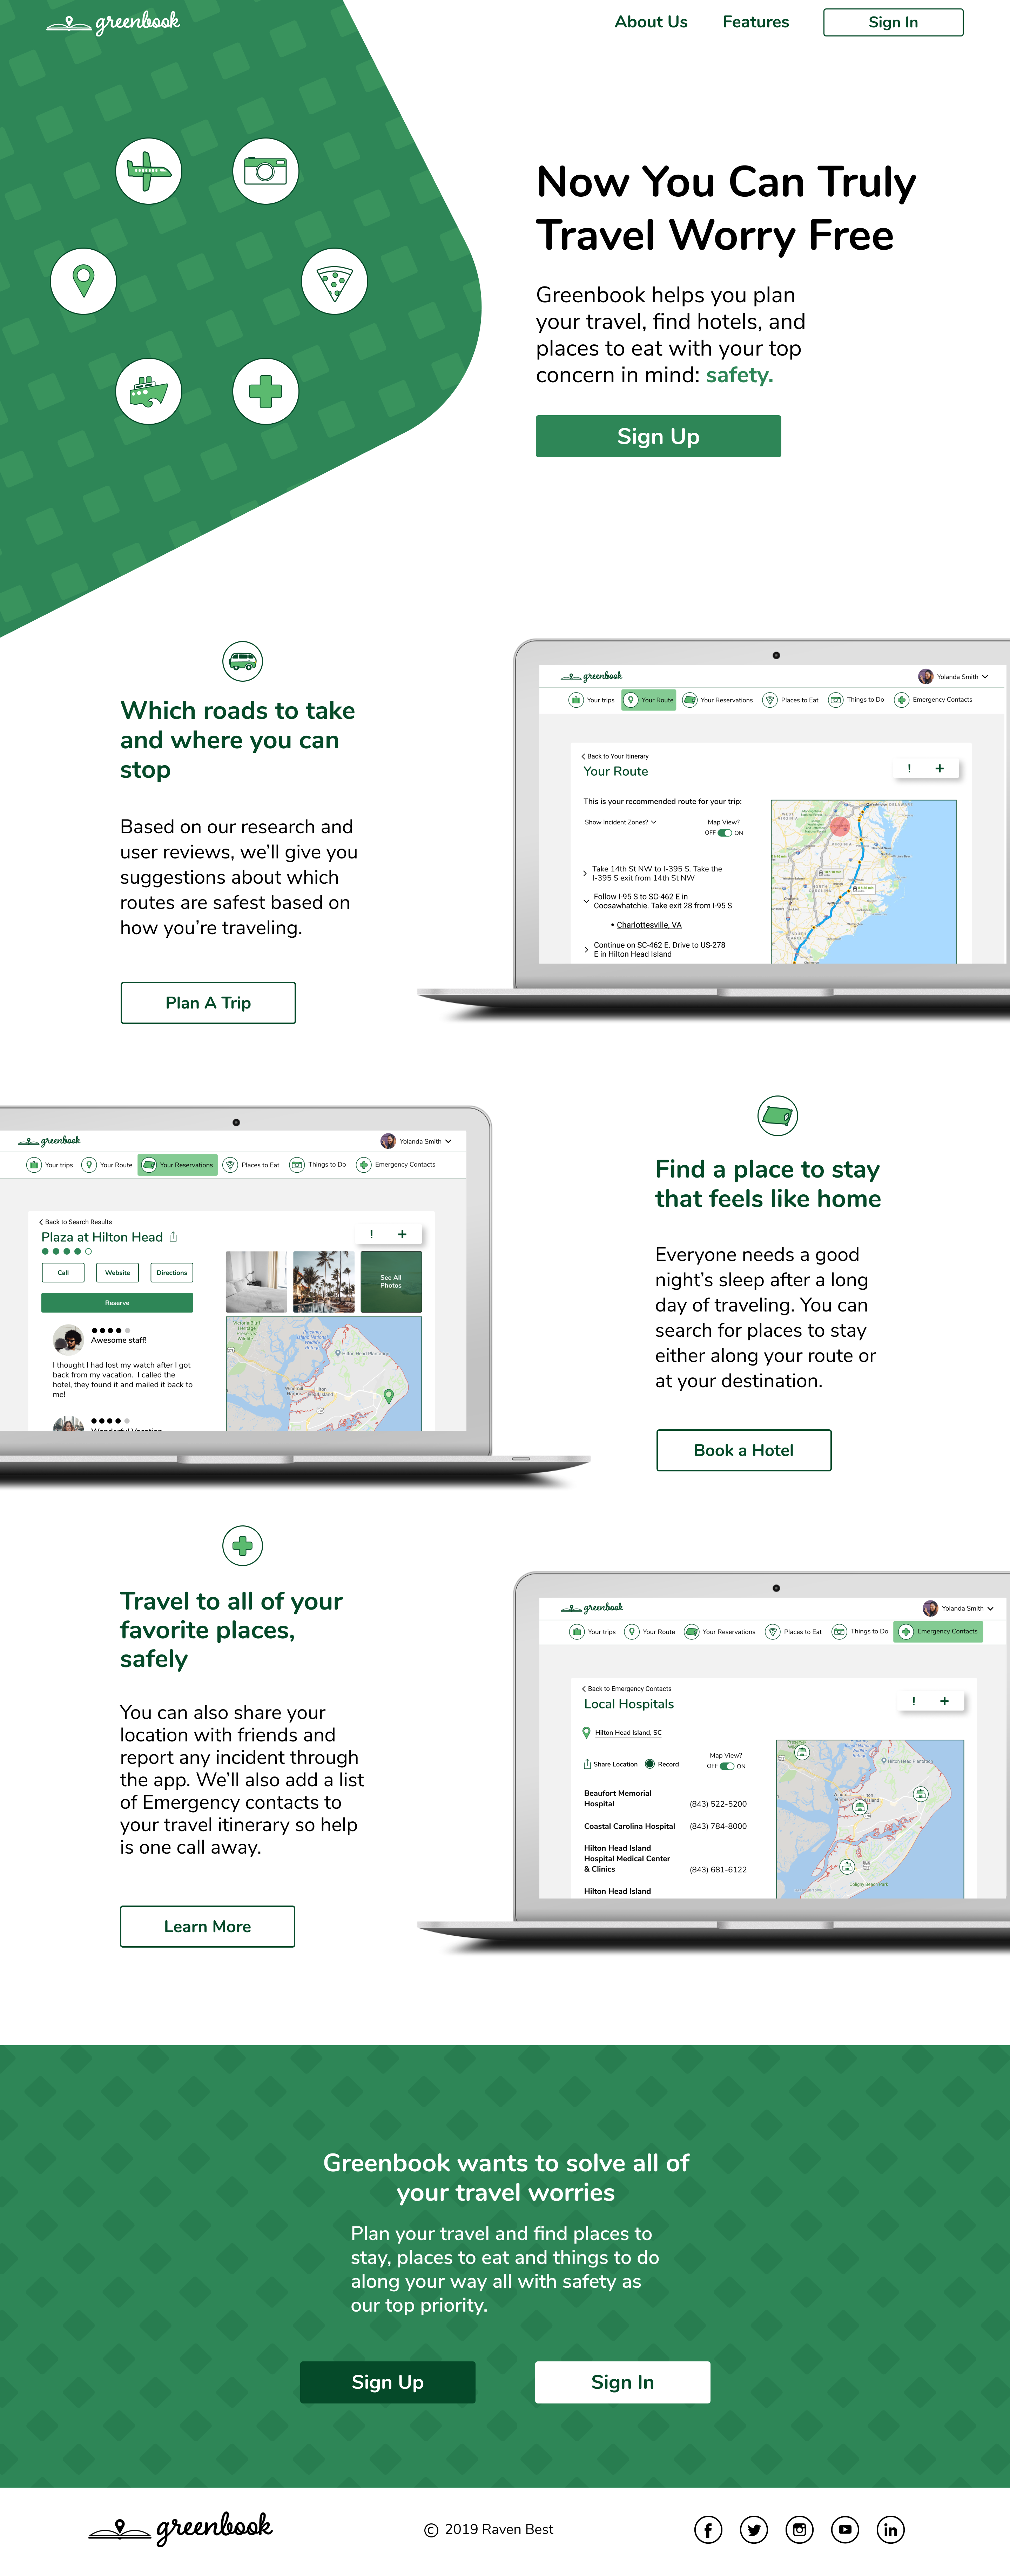 greenbook
About Us
Features
Sign In
Now You Can Truly
Travel Worry Free
Greenbook helps you plan
your travel, find hotels, and
places to eat with your top
concern in mind: safety.
Sign Up
Which roads to take
and where you can
stop
Based on our research and
user reviews, we’ll give you
suggestions about which
routes are safest based on
how you’re traveling.
Plan A Trip
greenbook
Yolanda Smith
Your trips
Your Route
Your Reservations
Places to Eat
Things to Do
Emergency Contacts
Back to Your Itinerary
Your Route
! +
This is your recommended route for your trip:
Show Incident Zones?
Map View?
OFF ON
Take 14th St NW to I-395 S. Take the
I-395 S exit from 14th St NW
Follow I-95 S to SC-462 E in
Coosawhatchie. Take exit 28 from I-95 S
• Charlottesville, VA
Continue on SC-462 E. Drive to US-278
E in Hilton Head Island
greenbook
Yolanda Smith
Your trips
Your Route
Your Reservations
Places to Eat
Things to Do
Emergency Contacts
Back to Search Results
Plaza at Hilton Head
! +
Call
Website
Directions
Reserve
See All
Photos
Awesome staff!
I thought I had lost my watch after I got
back from my vacation. I called the
hotel, they found it and mailed it back to
me!
Find a place to stay
that feels like home
Everyone needs a good
night’s sleep after a long
day of traveling. You can
search for places to stay
either along your route or
at your destination.
Book a Hotel
Travel to all of your
favorite places,
safely
You can also share your
location with friends and
report any incident through
the app. We’ll also add a list
of Emergency contacts to
your travel itinerary so help
is one call away.
Learn More
greenbook
Yolanda Smith
Your trips
Your Route
Your Reservations
Places to Eat
Things to Do
Emergency Contacts
Back to Emergency Contacts
Local Hospitals
! +
Hilton Head Island, SC
Share Location
Record
Map View?
OFF ON
Beaufort Memorial
Hospital (843) 522-5200
Coastal Carolina Hospital (843) 784-8000
Hilton Head Island
Hospital Medical Center
& Clinics (843) 681-6122
Hilton Head Island
Greenbook wants to solve all of
your travel worries
Plan your travel and find places to
stay, places to eat and things to do
along your way all with safety as
our top priority.
Sign Up
Sign In
greenbook
© 2019 Raven Best